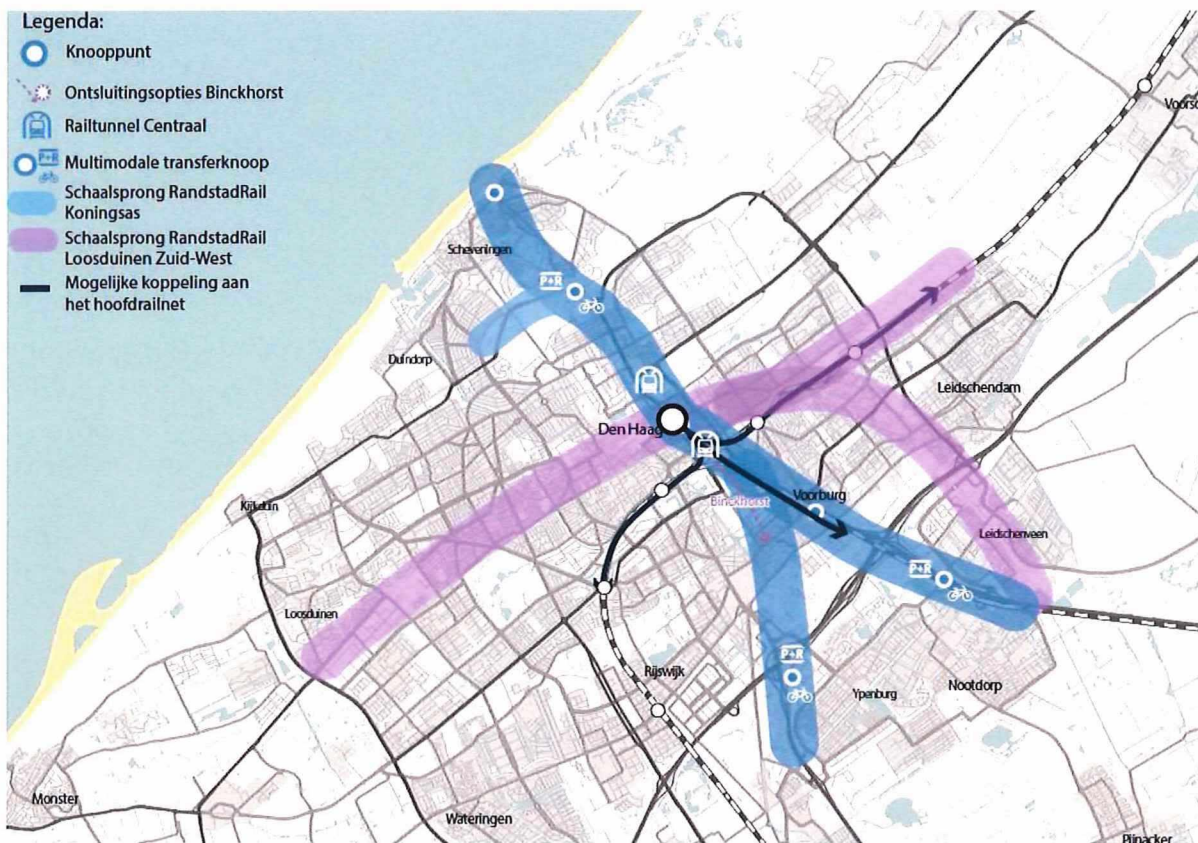 Legenda:
Knooppunt
Ontsluitingsopties Binckhorst
Railtunnel Centraal
P+R
Multimodale transferknoop
Schaalsprong RandstadRail
Koningsas
Schaalsprong RandstadRail
Loosduinen Zuid-West
Mogelijke koppeling aan
het hoofdrailnet
Scheveningen
P+R
Duindorp
Leidschendam
Den Haag
Kijkduin
Binckhorst
Voorburg
Leidschenveen
P+R
Loosduinen
P+R
Rijswijk
Ypenburg
Nootdorp
Monster
Wateringen
Pijnacker